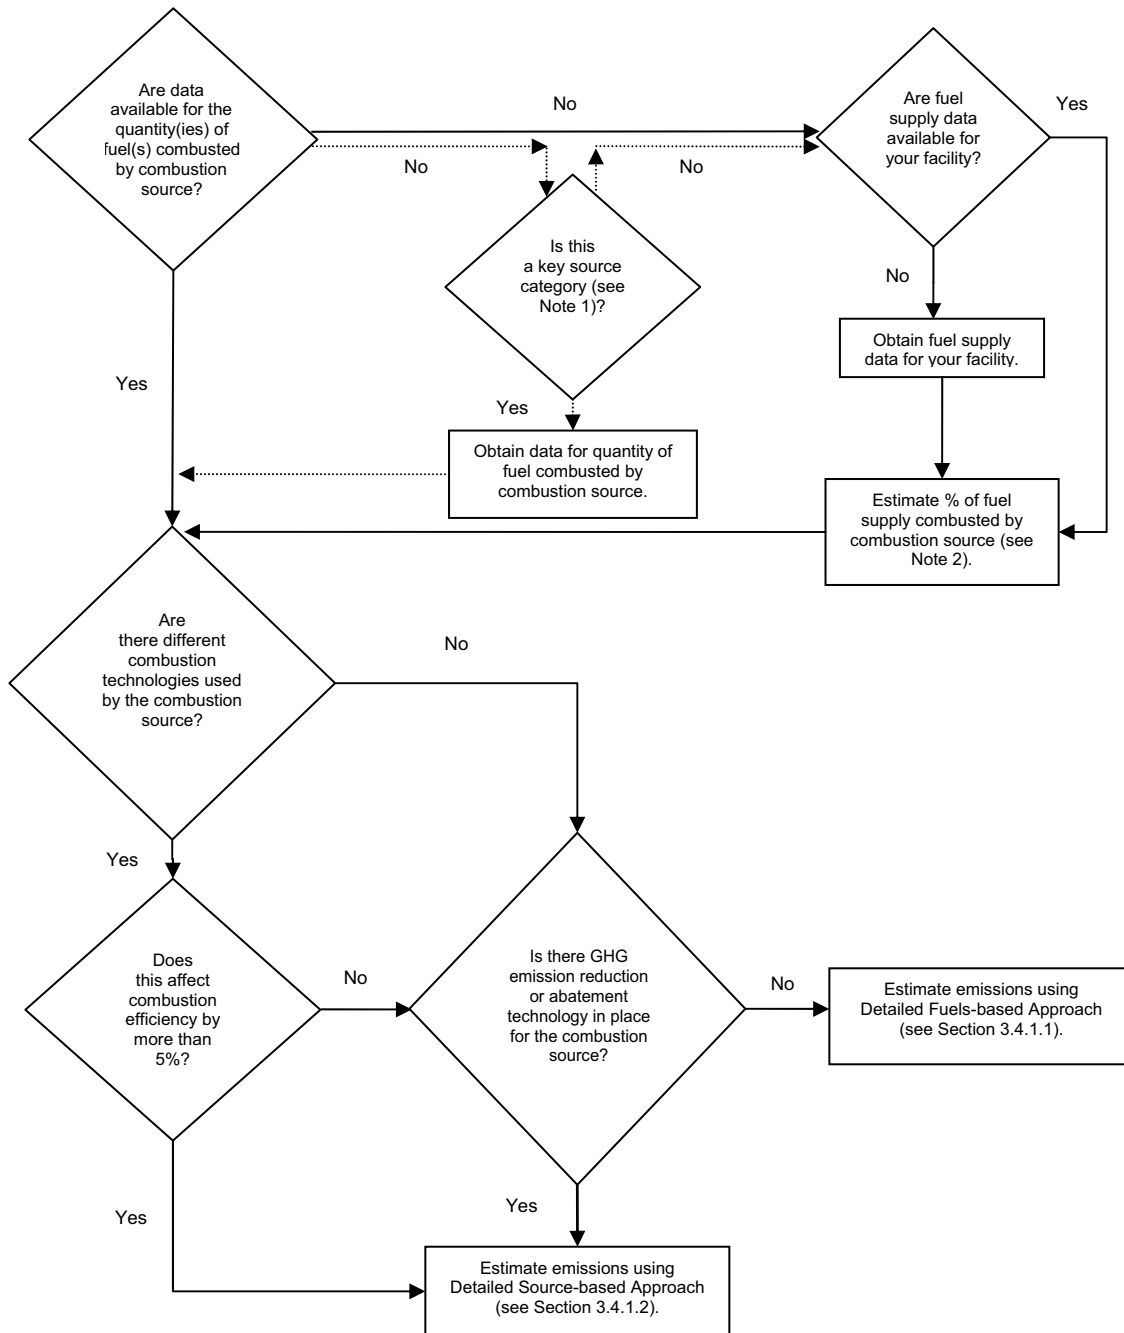 Are data
available for the
quantity(ies) of
fuel(s) combusted
by combustion
source?
No
No
Is this
a key source
category (see
Note 1)?
No
Are fuel
supply data
available for
your facility?
Yes
No
Obtain fuel supply
data for your facility.
Yes
Yes
Obtain data for quantity of
fuel combusted by
combustion source.
Estimate % of fuel
supply combusted by
combustion source (see
Note 2).
Are
there different
combustion
technologies used
by the combustion
source?
No
Yes
Does
this affect
combustion
efficiency by
more than
5%?
No
Is there GHG
emission reduction
or abatement
technology in place
for the combustion
source?
No
Estimate emissions using
Detailed Fuels-based Approach
(see Section 3.4.1.1).
Yes
Yes
Estimate emissions using
Detailed Source-based Approach
(see Section 3.4.1.2).